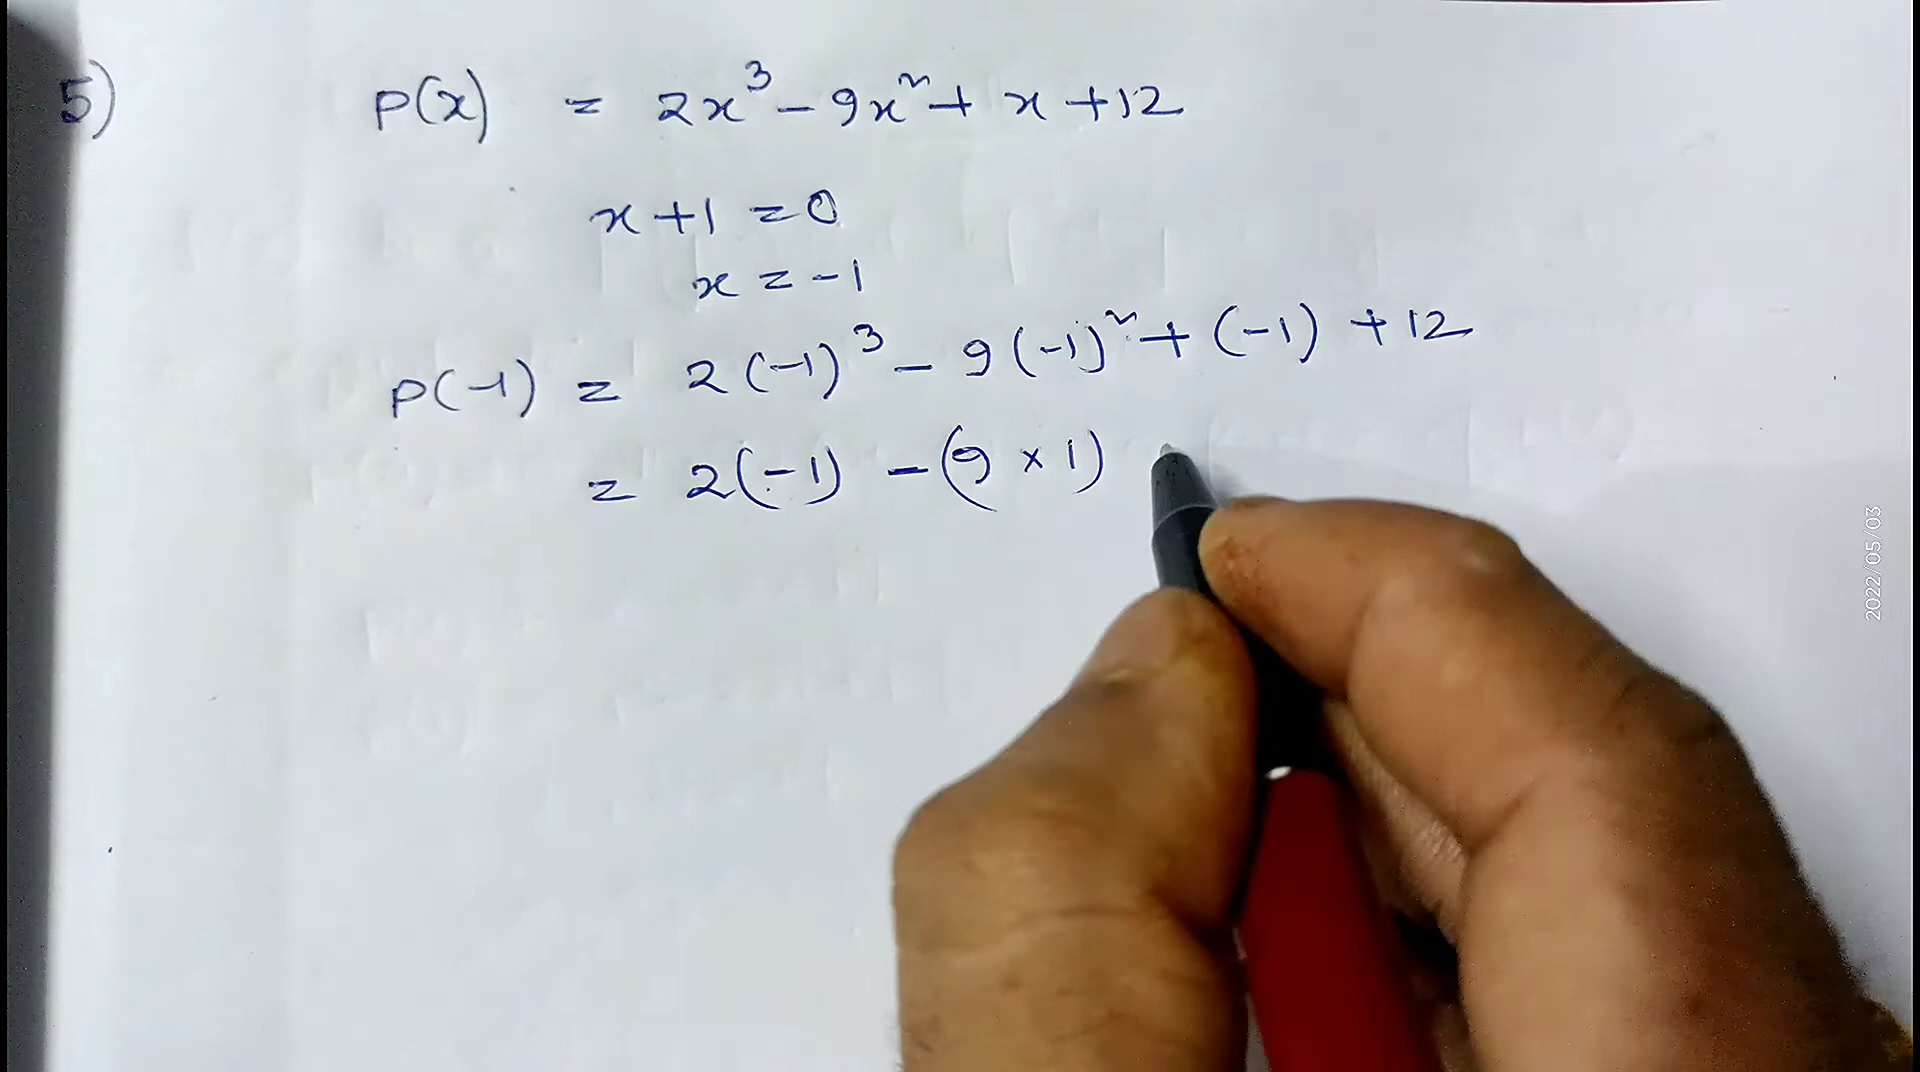 5) P(x) = 2x³ - 9x² + x + 12
x + 1 = 0
x = -1
P(-1) = 2(-1)³ - 9(-1)² + (-1) + 12
= 2(-1) - (9 × 1)
2022/05/03